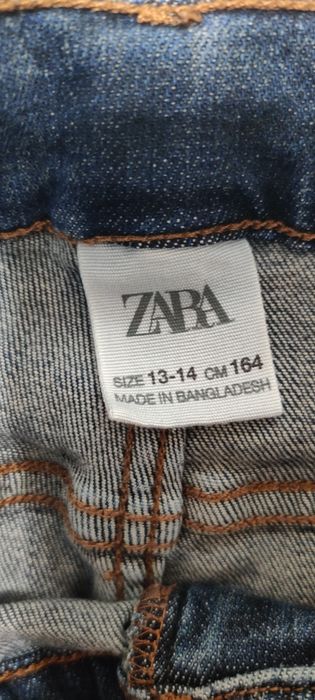 ZARA
SIZE 13-14 CM 164
MADE IN BANGLADESH